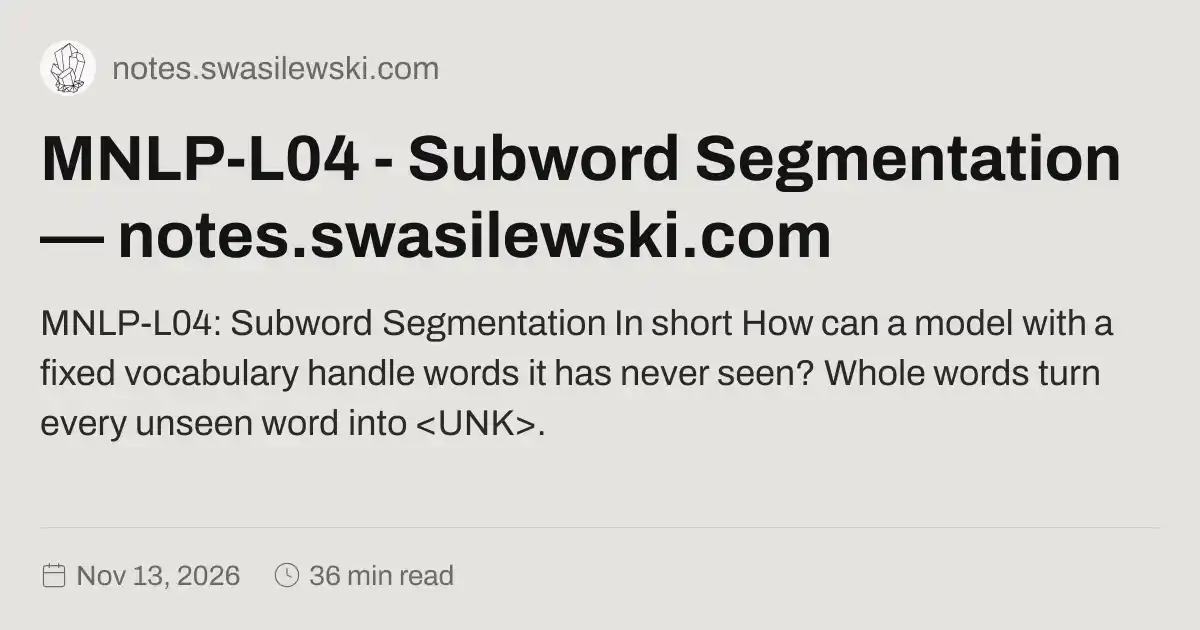 notes.swasilewski.com
MNLP-L04 - Subword Segmentation
— notes.swasilewski.com
MNLP-L04: Subword Segmentation In short How can a model with a
fixed vocabulary handle words it has never seen? Whole words turn
every unseen word into <UNK>.
Nov 13, 2026 36 min read